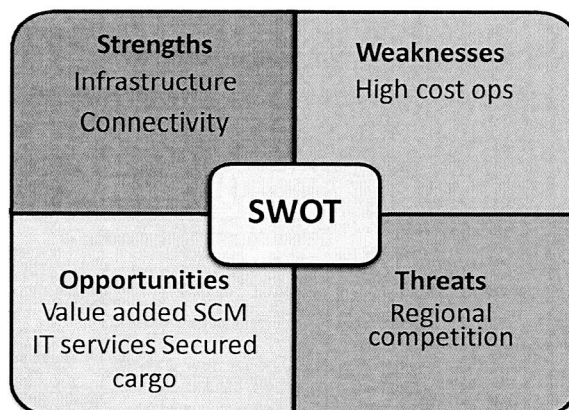 Strengths
Infrastructure
Connectivity
Weaknesses
High cost ops
SWOT
Opportunities
Value added SCM
IT services Secured
cargo
Threats
Regional
competition